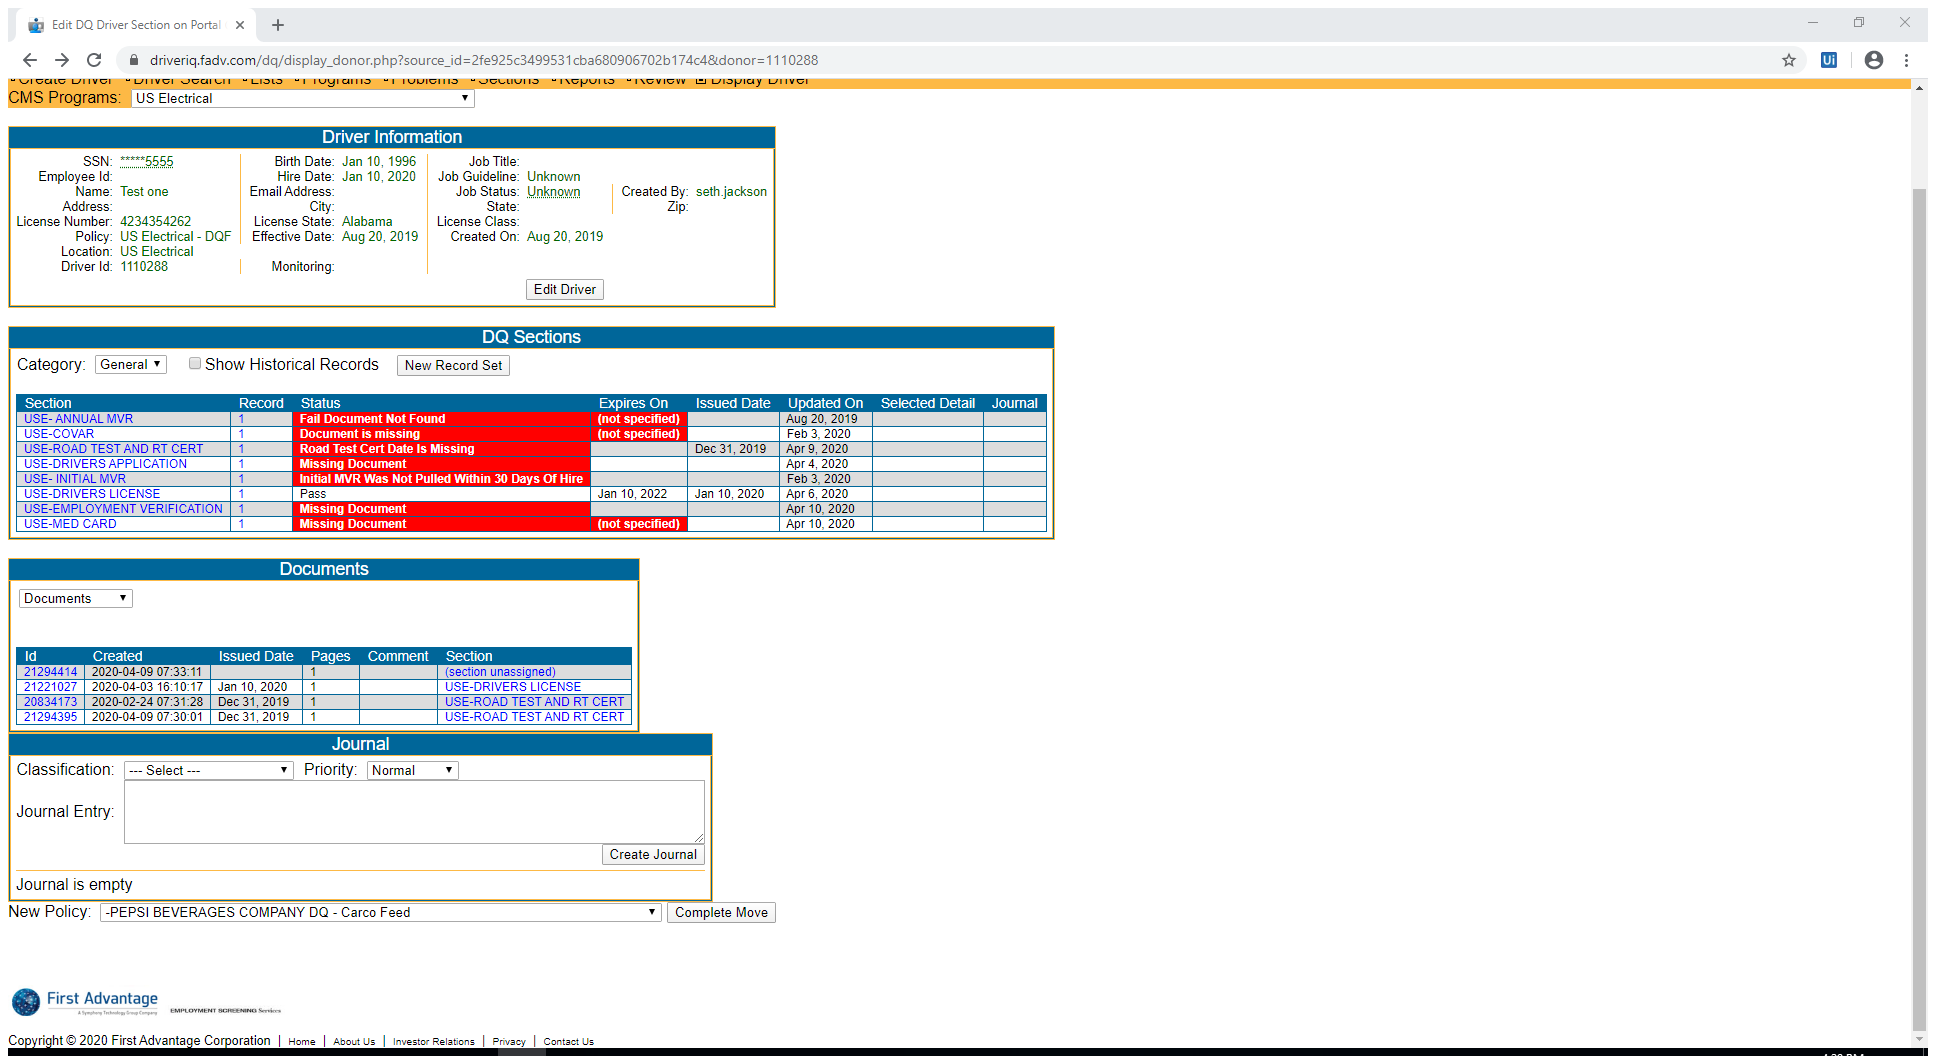 Edit DQ Driver Section on Portal
driveriq.fadv.com/dq/display_donor.php?source_id=2fe925c3499531cba680906702b174c4&donor=1110288
Create Driver Driver Search Lists Programs Problems Sections Reports Review Display Driver
CMS Programs: US Electrical
Driver Information
SSN: *****5555 Birth Date: Jan 10, 1996 Job Title:
Employee Id: Hire Date: Jan 10, 2020 Job Guideline: Unknown
Name: Test one Email Address: Job Status: Unknown Created By: seth.jackson
Address: City: State: Zip:
License Number: 4234354262 License State: Alabama License Class:
Policy: US Electrical - DQF Effective Date: Aug 20, 2019 Created On: Aug 20, 2019
Location: US Electrical
Driver Id: 1110288 Monitoring:
Edit Driver
DQ Sections
Category: General Show Historical Records New Record Set
Section Record Status Expires On Issued Date Updated On Selected Detail Journal
USE- ANNUAL MVR 1 Fail Document Not Found (not specified) Aug 20, 2019
USE-COVAR 1 Document is missing (not specified) Feb 3, 2020
USE-ROAD TEST AND RT CERT 1 Road Test Cert Date Is Missing Dec 31, 2019 Apr 9, 2020
USE-DRIVERS APPLICATION 1 Missing Document Apr 4, 2020
USE- INITIAL MVR 1 Initial MVR Was Not Pulled Within 30 Days Of Hire Feb 3, 2020
USE-DRIVERS LICENSE 1 Pass Jan 10, 2022 Jan 10, 2020 Apr 6, 2020
USE-EMPLOYMENT VERIFICATION 1 Missing Document Apr 10, 2020
USE-MED CARD 1 Missing Document (not specified) Apr 10, 2020
Documents
Documents
Id Created Issued Date Pages Comment Section
21294414 2020-04-09 07:33:11 1 (section unassigned)
21221027 2020-04-03 16:10:17 Jan 10, 2020 1 USE-DRIVERS LICENSE
20834173 2020-02-24 07:31:28 Dec 31, 2019 1 USE-ROAD TEST AND RT CERT
21294395 2020-04-09 07:30:01 Dec 31, 2019 1 USE-ROAD TEST AND RT CERT
Journal
Classification: --- Select --- Priority: Normal
Journal Entry:
Create Journal
Journal is empty
New Policy: -PEPSI BEVERAGES COMPANY DQ - Carco Feed Complete Move
First Advantage
A Symphony Technology Group Company
EMPLOYMENT SCREENING Services
Copyright © 2020 First Advantage Corporation | Home | About Us | Investor Relations | Privacy | Contact Us